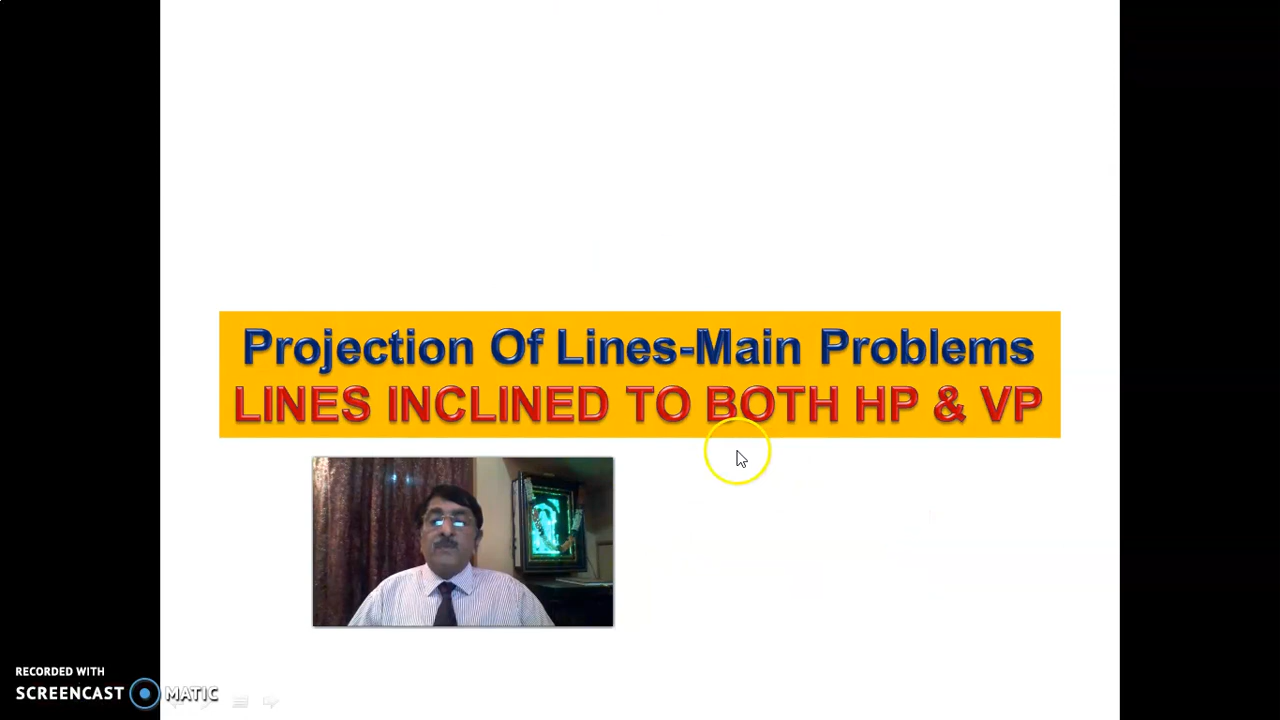 Projection Of Lines-Main Problems
LINES INCLINED TO BOTH HP & VP
RECORDED WITH
SCREENCAST MATIC